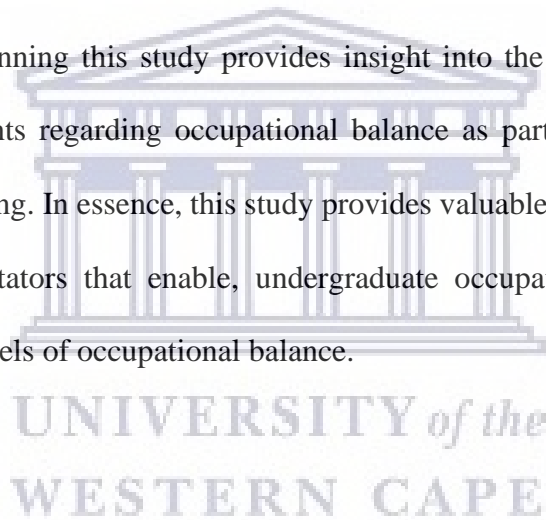 nning this study provides insight into the
nts regarding occupational balance as part
ng. In essence, this study provides valuable
tators that enable, undergraduate occupa
els of occupational balance.
UNIVERSITY of the
WESTERN CAPE